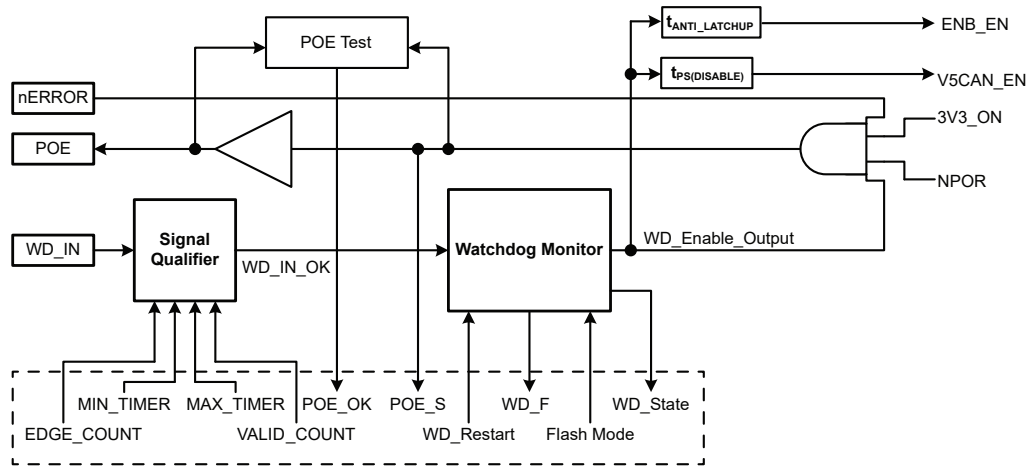 POE Test
tANTI_LATCHUP
ENB_EN
tPS(DISABLE)
V5CAN_EN
nERROR
3V3_ON
POE
NPOR
WD_IN
Signal
Qualifier
WD_IN_OK
Watchdog Monitor
WD_Enable_Output
MIN_TIMER
MAX_TIMER
POE_OK
POE_S
WD_F
WD_State
EDGE_COUNT
VALID_COUNT
WD_Restart
Flash Mode